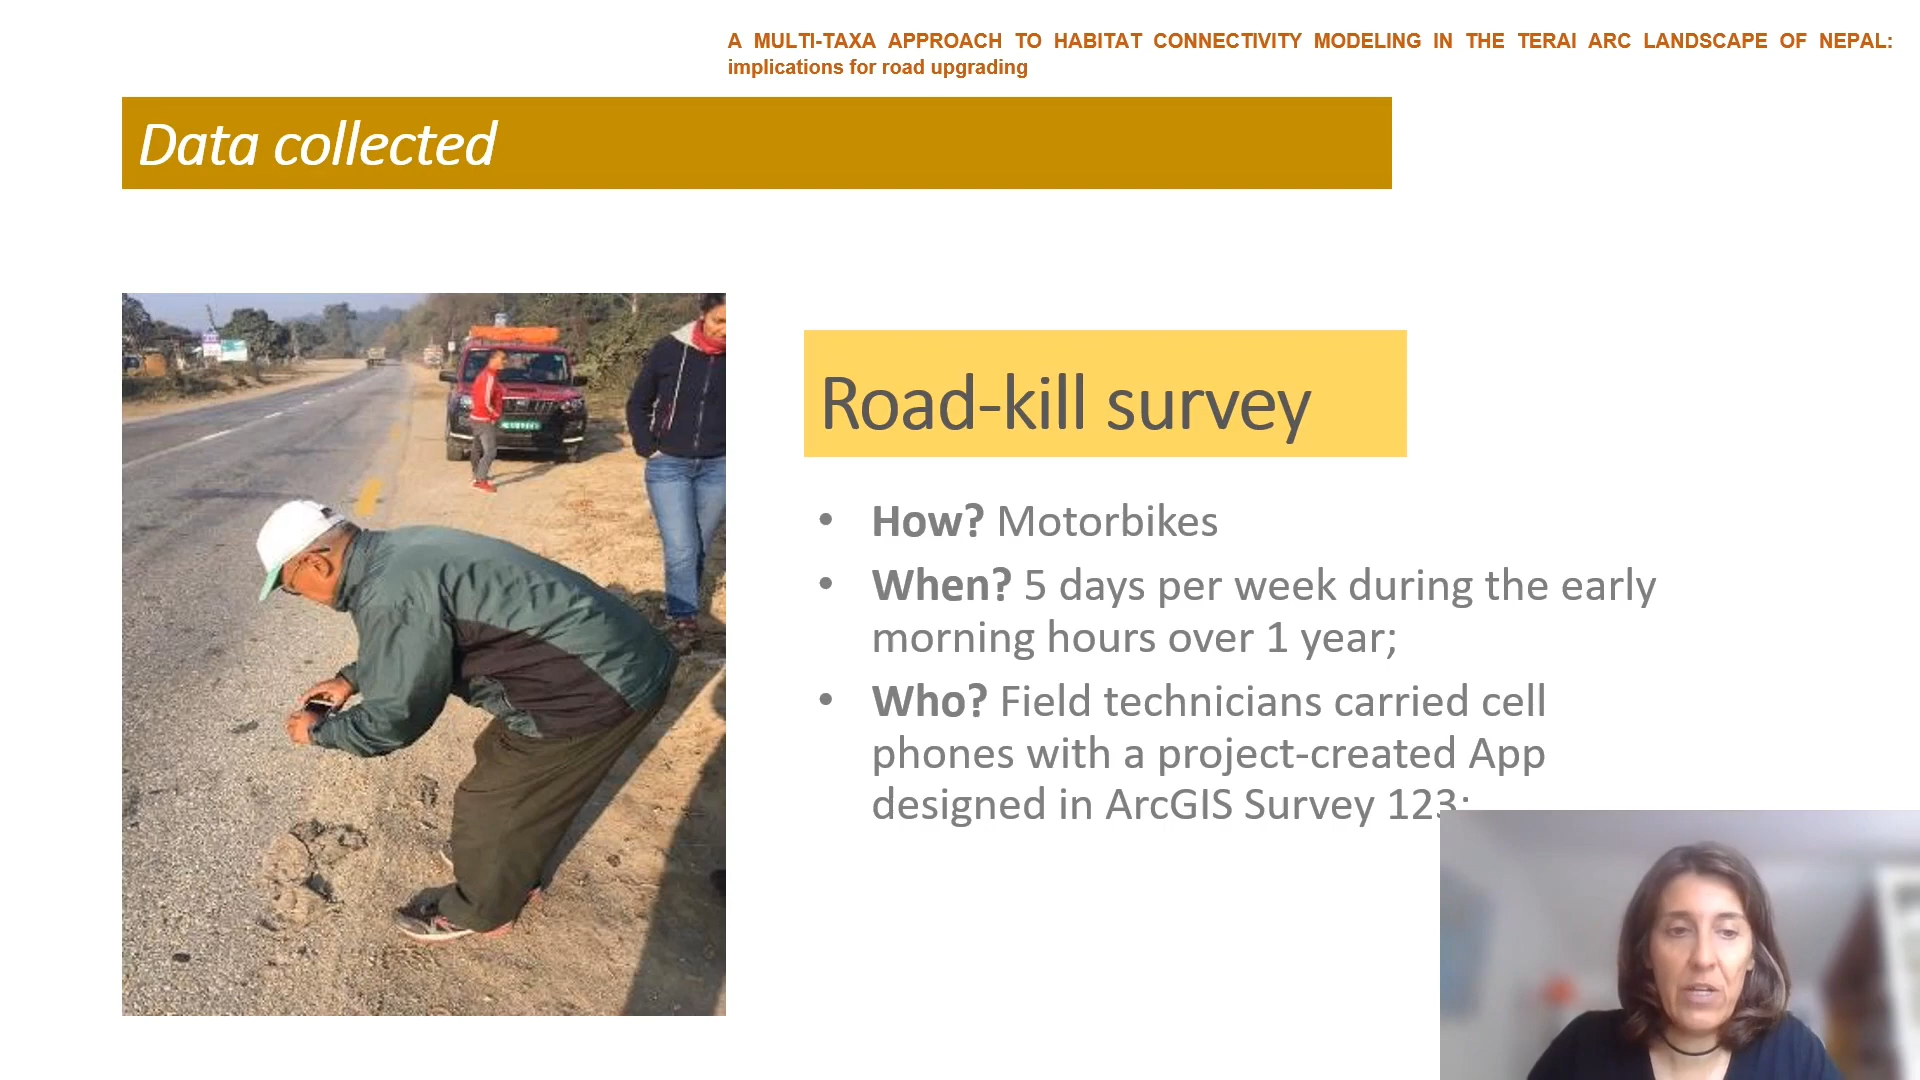 A MULTI-TAXA APPROACH TO HABITAT CONNECTIVITY MODELING IN THE TERAI ARC LANDSCAPE OF NEPAL:
implications for road upgrading
Data collected
Road-kill survey
• How? Motorbikes
• When? 5 days per week during the early
morning hours over 1 year;
• Who? Field technicians carried cell
phones with a project-created App
designed in ArcGIS Survey 123;